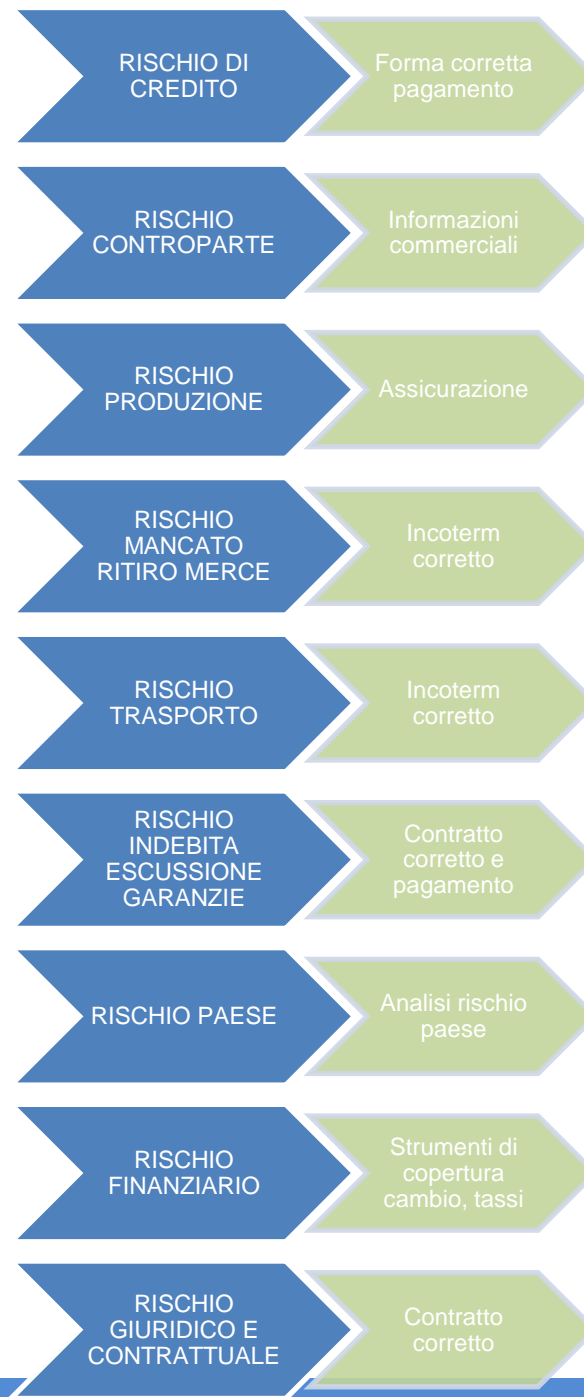 RISCHIO DI
CREDITO
Forma corretta
pagamento
RISCHIO
CONTROPARTE
Informazioni
commerciali
RISCHIO
PRODUZIONE
Assicurazione
RISCHIO
MANCATO
RITIRO MERCE
Incoterm
corretto
RISCHIO
TRASPORTO
Incoterm
corretto
RISCHIO
INDEBITA
ESCUSSIONE
GARANZIE
Contratto
corretto e
pagamento
RISCHIO PAESE
Analisi rischio
paese
RISCHIO
FINANZIARIO
Strumenti di
copertura
cambio, tassi
RISCHIO
GIURIDICO E
CONTRATTUALE
Contratto
corretto